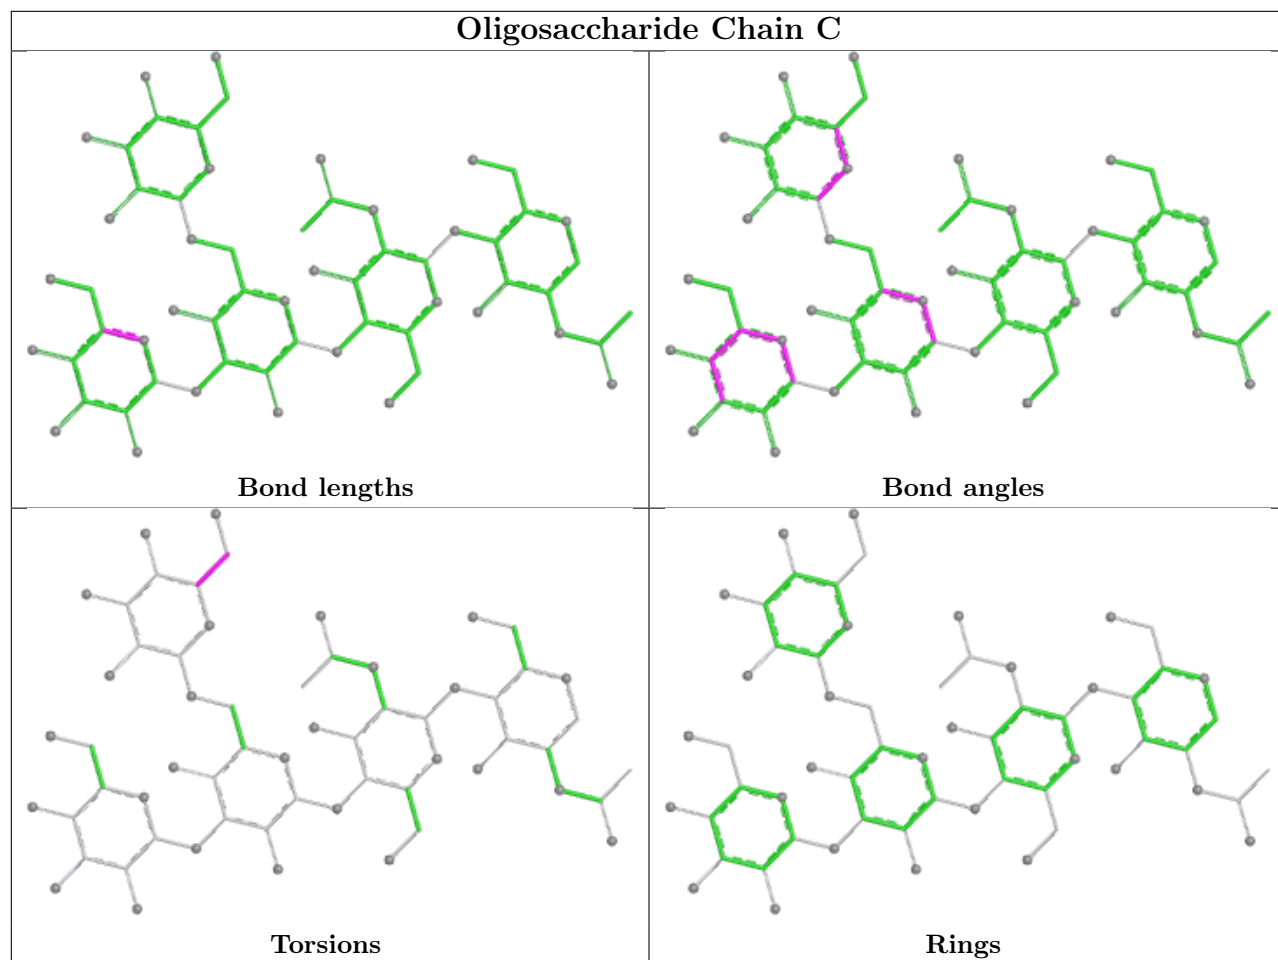 Oligosaccharide Chain C
Bond lengths
Bond angles
Torsions
Rings